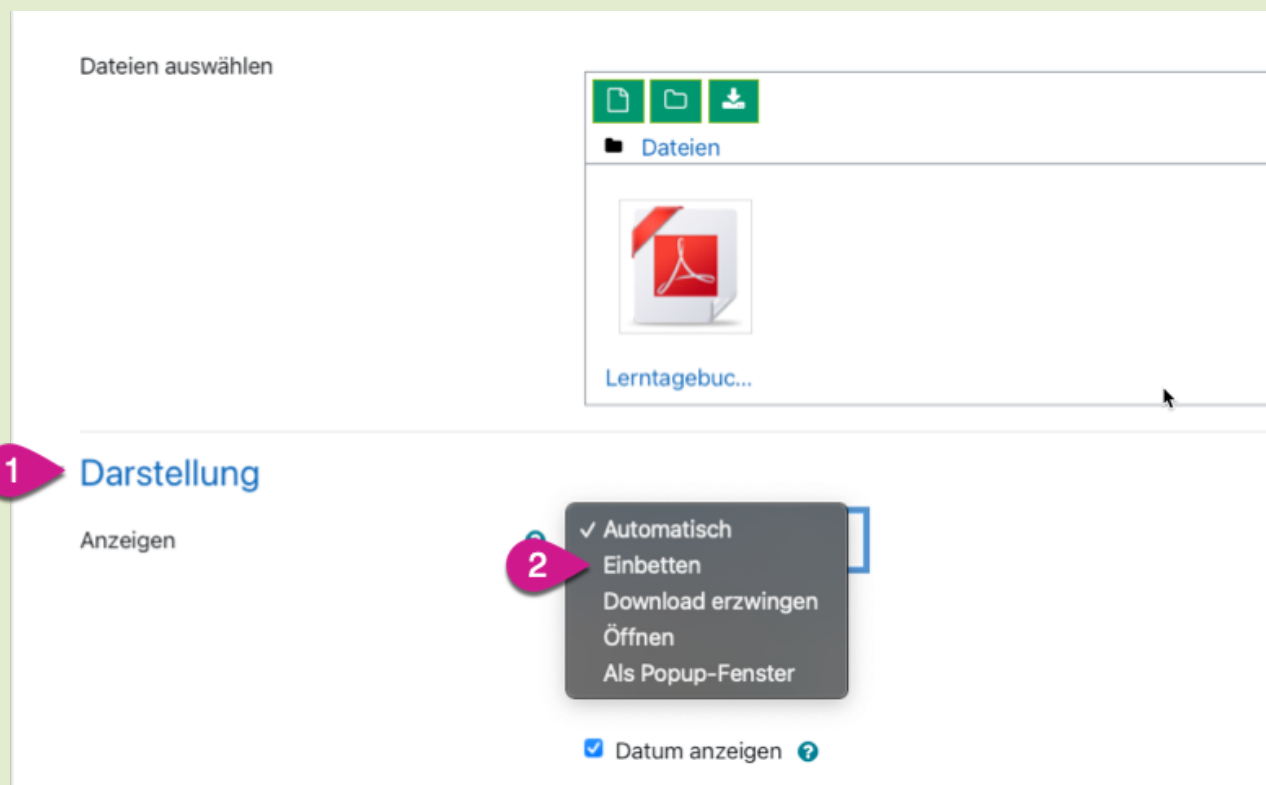 Dateien auswählen
Dateien
Lerntagebuc...
1
Darstellung
Anzeigen
?
✓ Automatisch
2
Einbetten
Download erzwingen
Öffnen
Als Popup-Fenster
Datum anzeigen ?